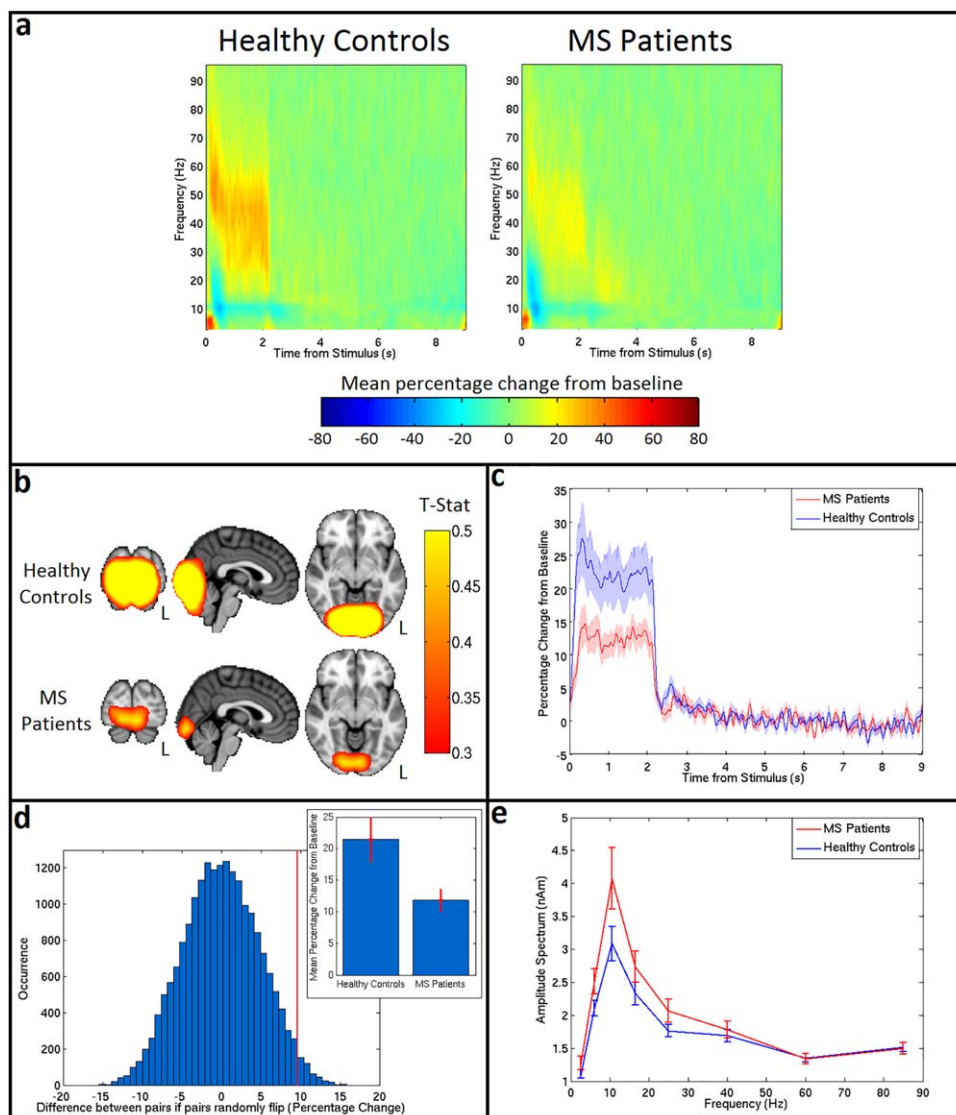 a
Healthy Controls
MS Patients
90
80
70
60
50
40
30
20
10
Frequency (Hz)
0 2 4 6 8
Time from Stimulus (s)
90
80
70
60
50
40
30
20
10
Frequency (Hz)
0 2 4 6 8
Time from Stimulus (s)
Mean percentage change from baseline
-80 -60 -40 -20 0 20 40 60 80
b
T-Stat
0.5
0.45
0.4
0.35
0.3
Healthy
Controls
L
L
MS
Patients
L
L
c
MS Patients
Healthy Controls
35
30
25
20
15
10
5
0
-5
Percentage Change from Baseline
0 1 2 3 4 5 6 7 8 9
Time from Stimulus (s)
d
1200
1000
800
600
400
200
0
Occurrence
-20 -15 -10 -5 0 5 10 15 20
Difference between pairs if pairs randomly flip (Percentage Change)
25
20
15
10
5
0
Mean Percentage Change from Baseline
Healthy Controls MS Patients
e
MS Patients
Healthy Controls
5
4.5
4
3.5
3
2.5
2
1.5
1
Amplitude Spectrum (nAm)
0 10 20 30 40 50 60 70 80 90
Frequency (Hz)